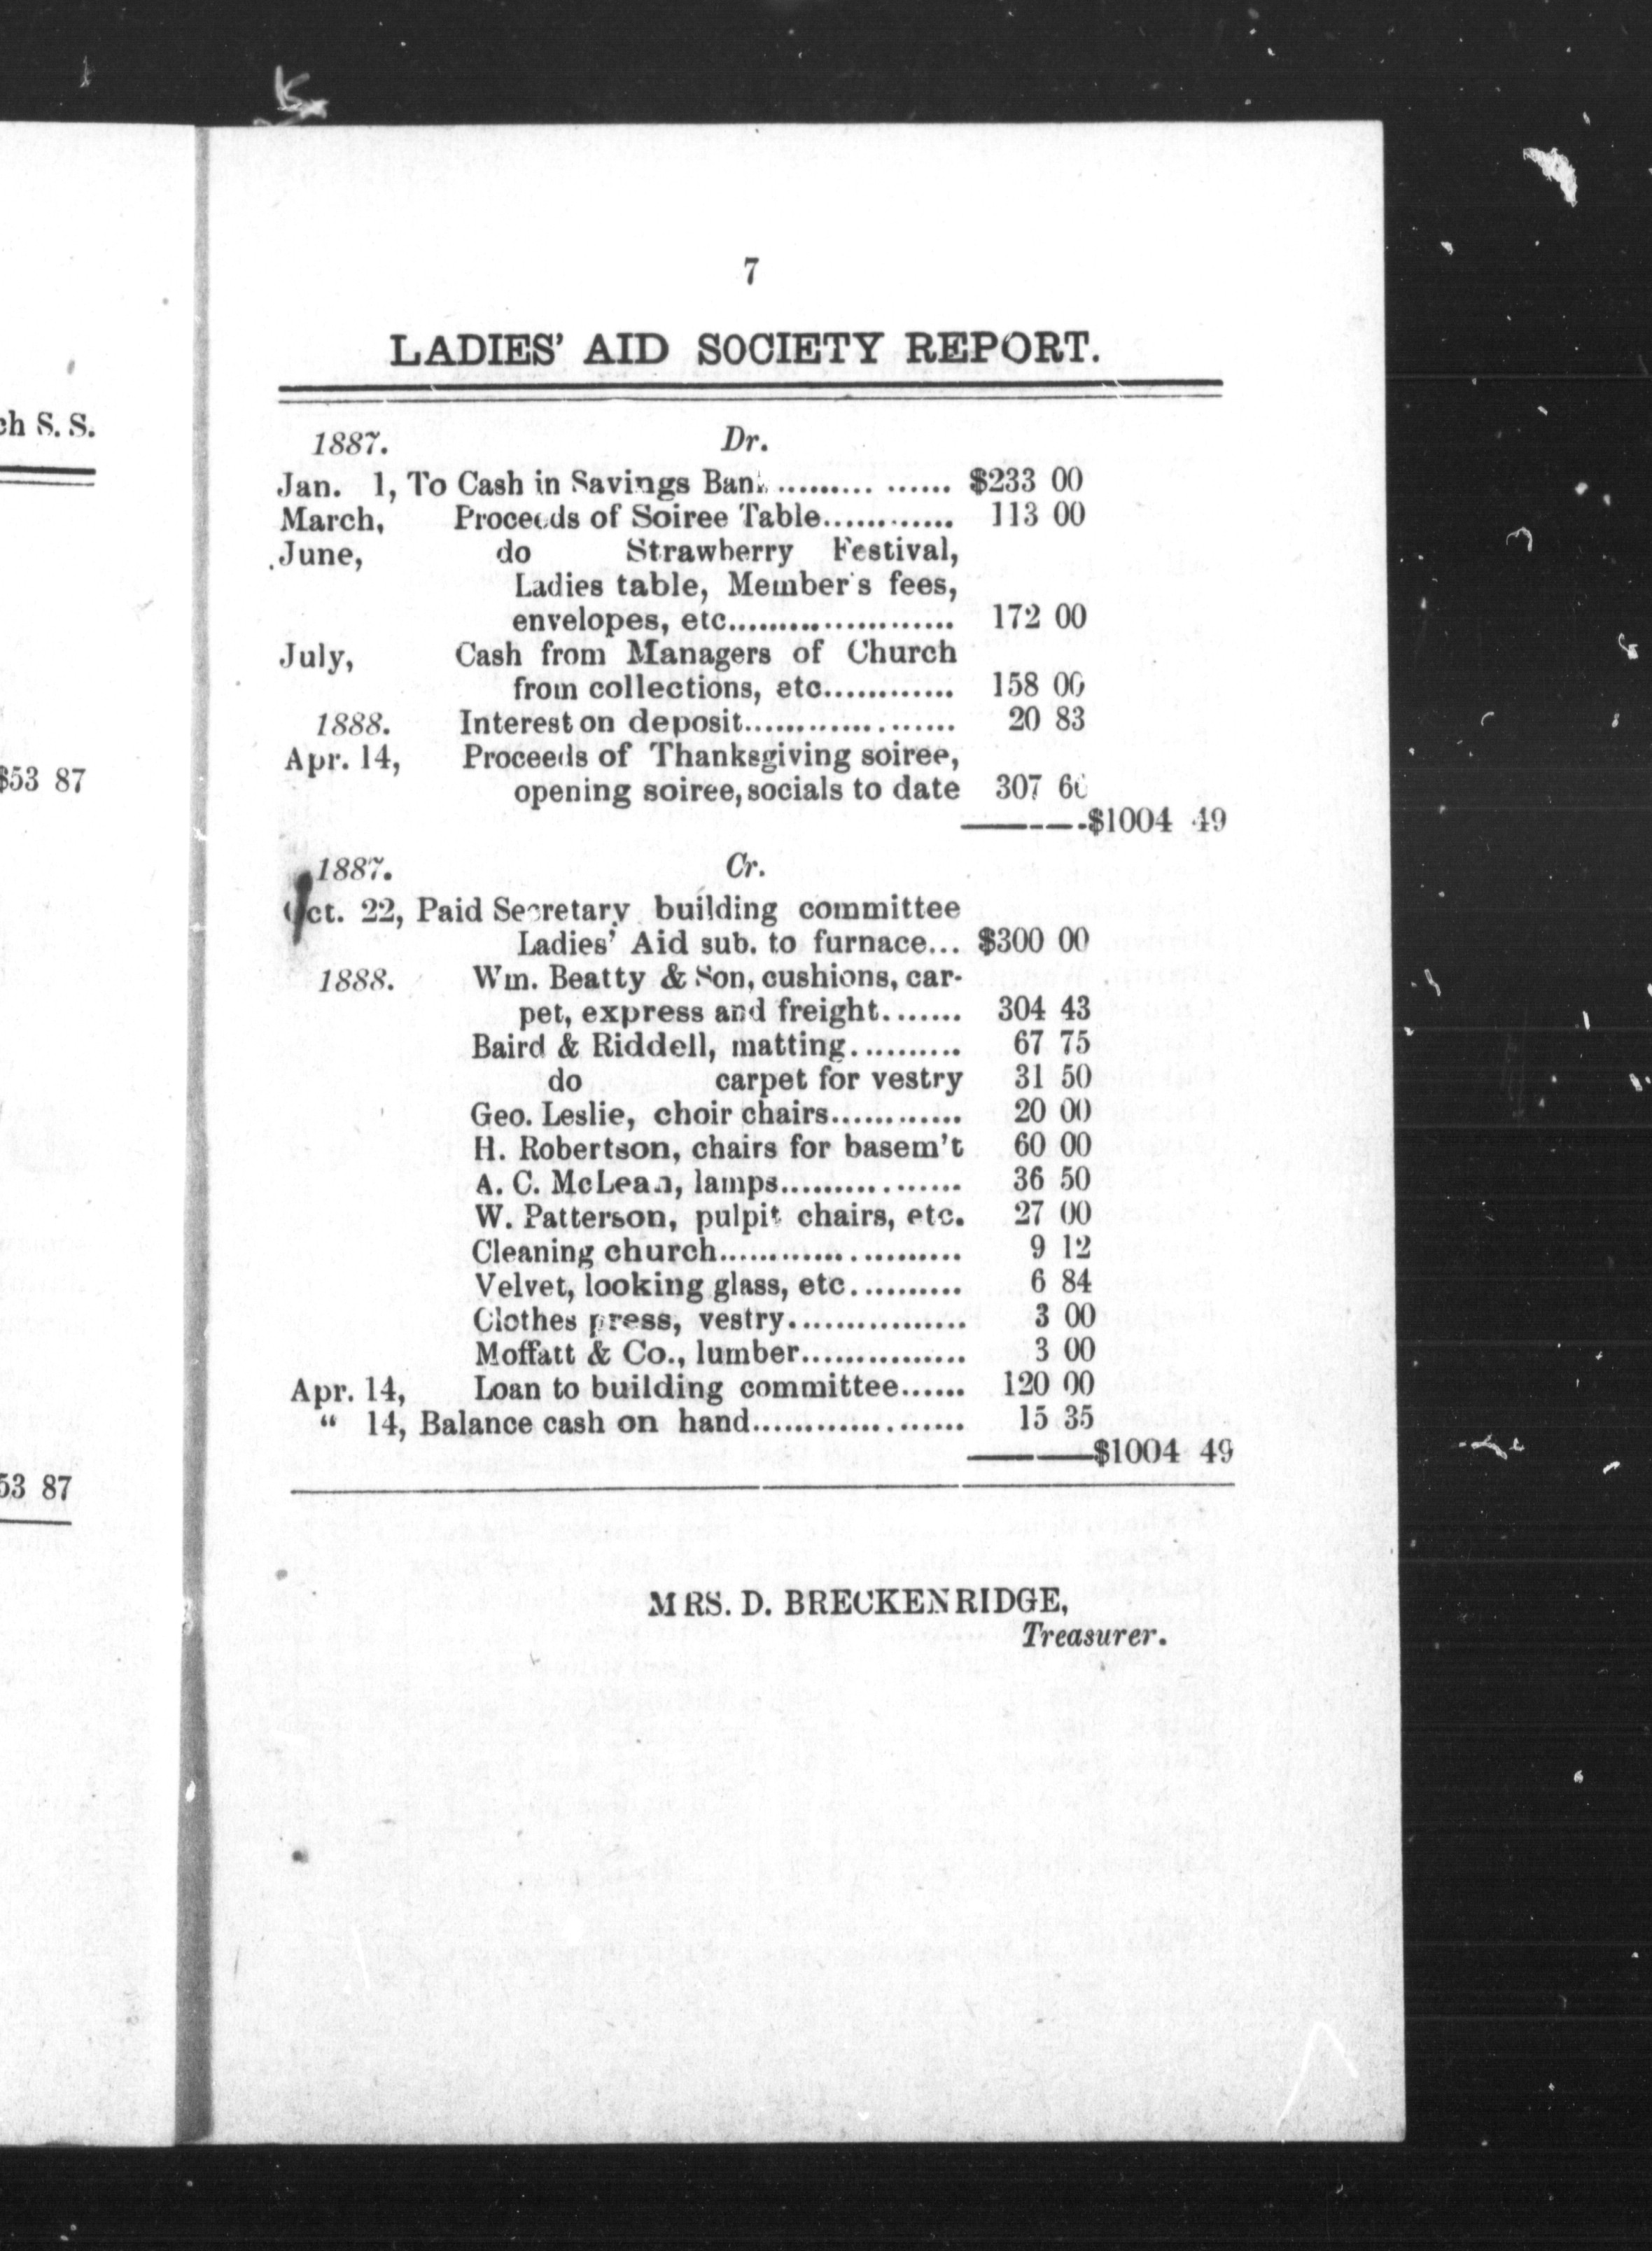 ch S. S.
$53 87
53 87
7
LADIES' AID SOCIETY REPORT.
1887. Dr.
Jan. 1, To Cash in Savings Bank ......... ...... $233 00
March, Proceeds of Soiree Table............ 113 00
June, do Strawberry Festival,
Ladies table, Member's fees,
envelopes, etc..................... 172 00
July, Cash from Managers of Church
from collections, etc............ 158 00
1888. Interest on deposit................... 20 83
Apr. 14, Proceeds of Thanksgiving soiree,
opening soiree, socials to date 307 66
$1004 49
1887. Cr.
Oct. 22, Paid Secretary building committee
Ladies' Aid sub. to furnace... $300 00
1888. Wm. Beatty & Son, cushions, car-
pet, express and freight....... 304 43
Baird & Riddell, matting.......... 67 75
do carpet for vestry 31 50
Geo. Leslie, choir chairs............ 20 00
H. Robertson, chairs for basem't 60 00
A. C. McLean, lamps................ 36 50
W. Patterson, pulpit chairs, etc. 27 00
Cleaning church..................... 9 12
Velvet, looking glass, etc.......... 6 84
Clothes press, vestry................ 3 00
Moffatt & Co., lumber............... 3 00
Apr. 14, Loan to building committee...... 120 00
" 14, Balance cash on hand.................. 15 35
$1004 49
MRS. D. BRECKENRIDGE,
Treasurer.